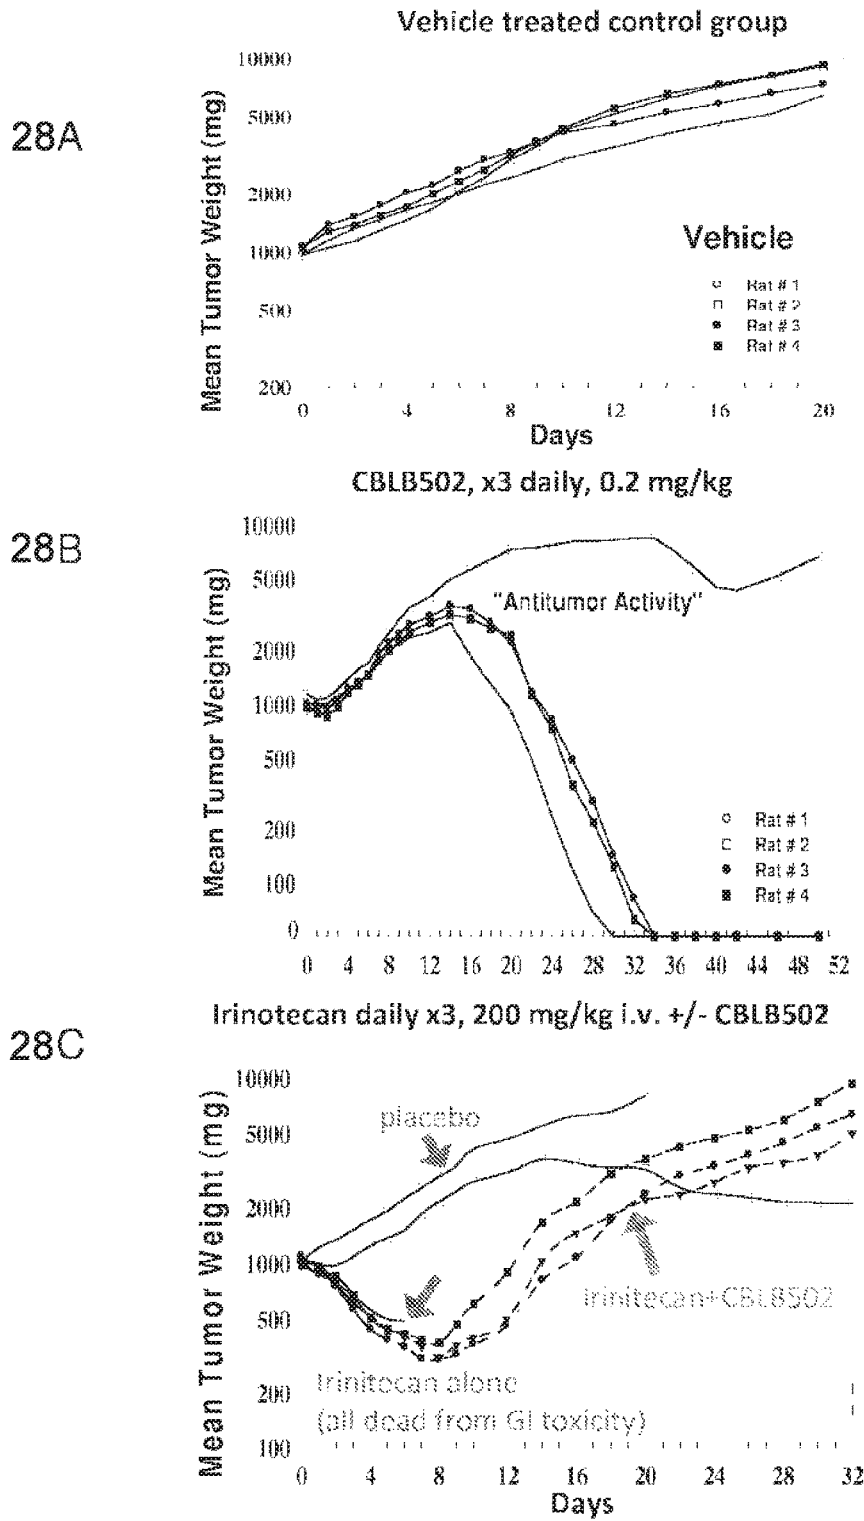 Vehicle treated control group
28A
Mean Tumor Weight (mg)
10000
5000
2000
1000
500
200
Vehicle
Rat # 1
Rat # 2
Rat # 3
Rat # 4
0 4 8 12 16 20
Days
CBLB502, x3 daily, 0.2 mg/kg
28B
Mean Tumor Weight (mg)
10000
5000
2000
1000
500
200
100
0
"Antitumor Activity"
Rat # 1
Rat # 2
Rat # 3
Rat # 4
0 4 8 12 16 20 24 28 32 36 40 44 48 52
Irinotecan daily x3, 200 mg/kg i.v. +/- CBLB502
28C
Mean Tumor Weight (mg)
10000
5000
2000
1000
500
200
100
placebo
Irinitecan+CBLB502
Irinitecan alone
(all dead from GI toxicity)
0 4 8 12 16 20 24 28 32
Days